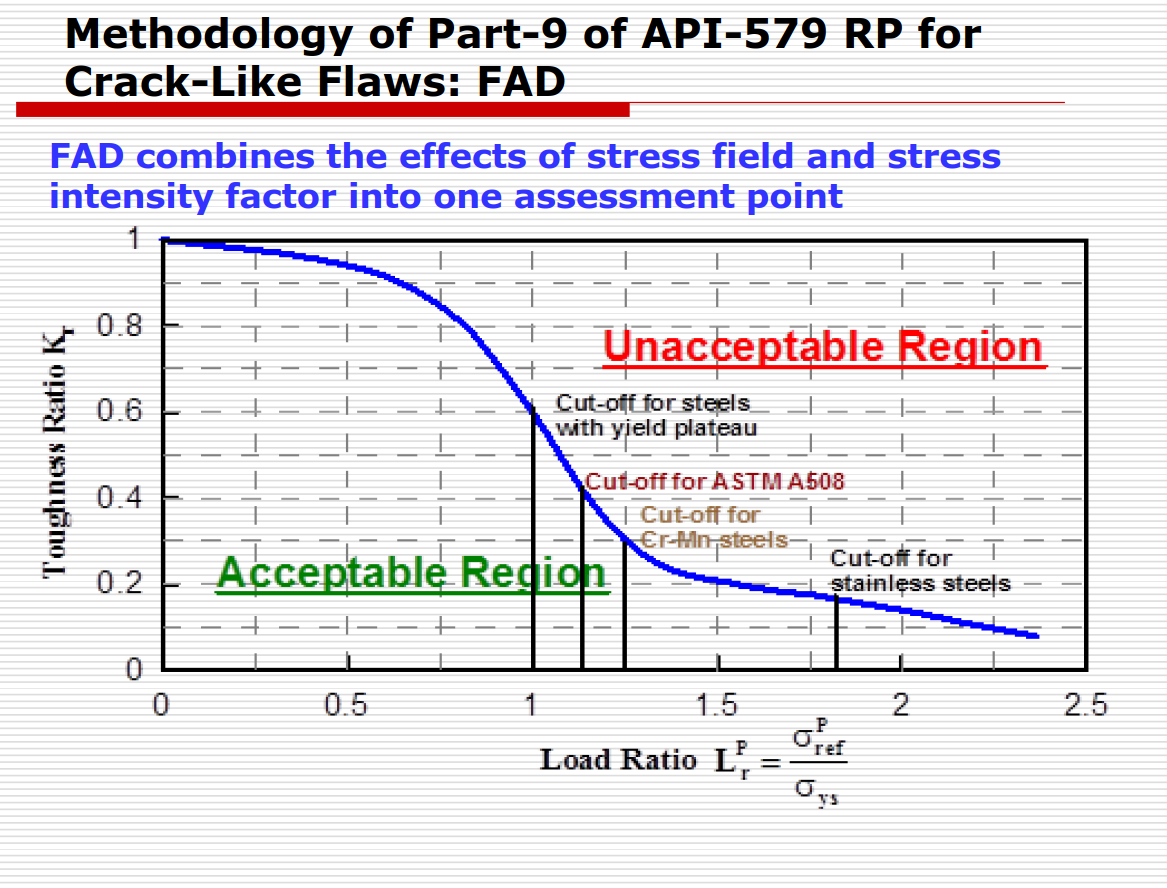 Methodology of Part-9 of API-579 RP for
Crack-Like Flaws: FAD
FAD combines the effects of stress field and stress
intensity factor into one assessment point
1
0.8
0.6
0.4
0.2
0
Toughness Ratio Kr
Unacceptable Region
Cut-off for steels
with yield plateau
Cut-off for ASTM A508
Cut-off for
Cr-Mn steels
Cut-off for
stainless steels
Acceptable Region
0 0.5 1 1.5 2 2.5
Load Ratio L_r^P = σ_ref^P / σ_ys